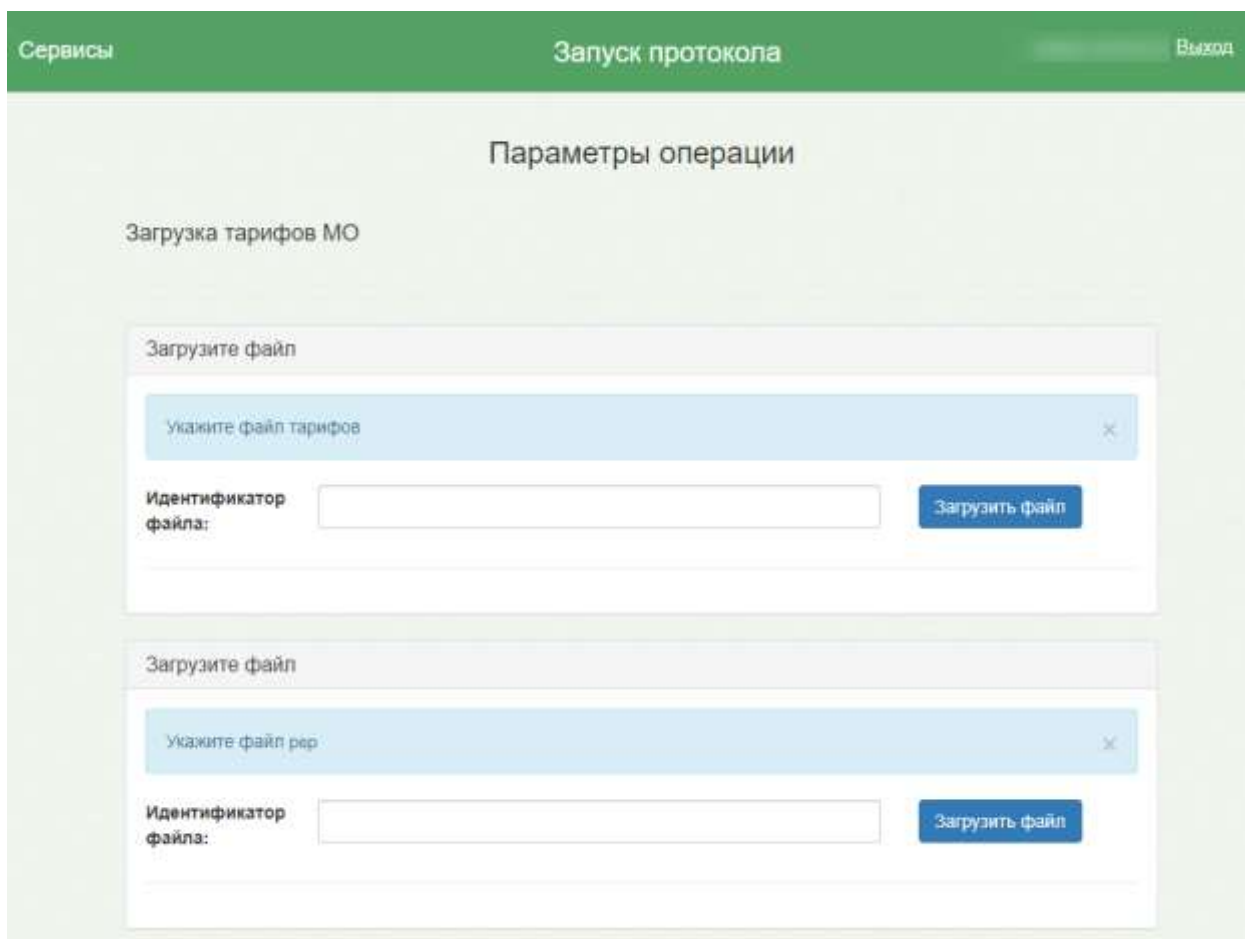 Сервисы
Запуск протокола
Выход
Параметры операции
Загрузка тарифов МО
Загрузите файл
Укажите файл тарифов
×
Идентификатор
файла:
Загрузить файл
Загрузите файл
Укажите файл рер
×
Идентификатор
файла:
Загрузить файл